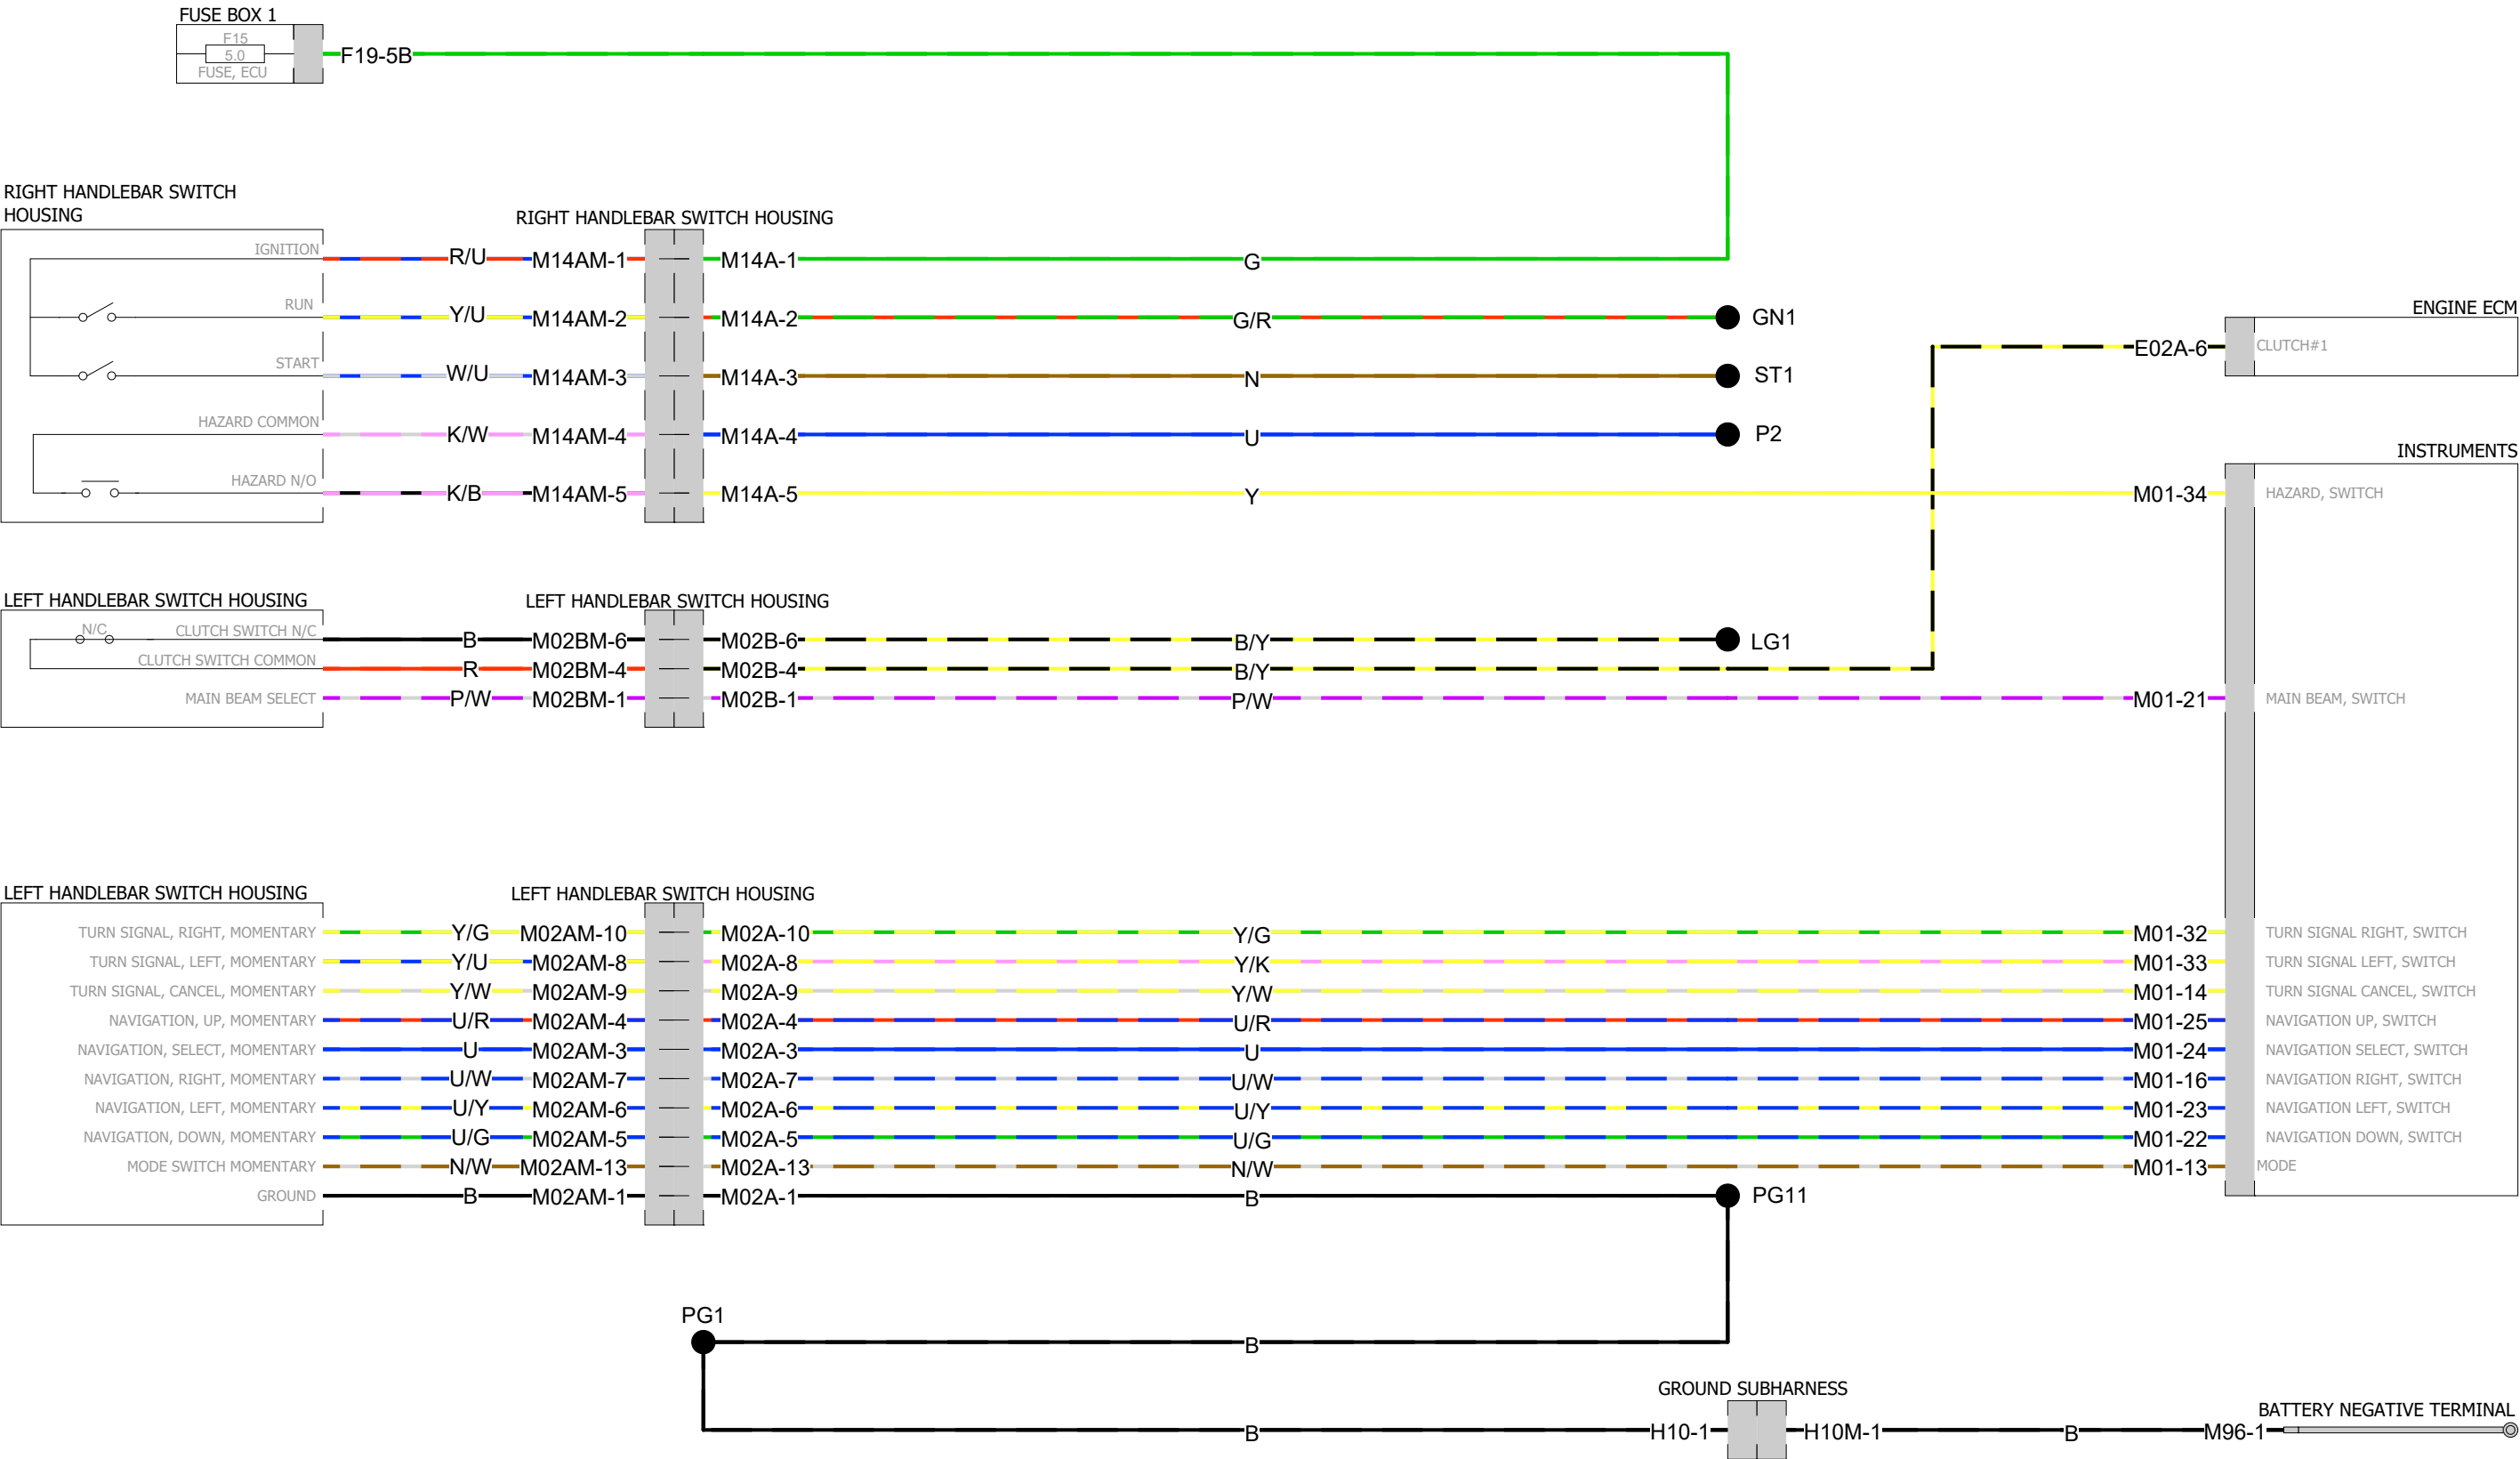 FUSE BOX 1
F15
5.0
FUSE, ECU
F19-5B
RIGHT HANDLEBAR SWITCH
HOUSING
RIGHT HANDLEBAR SWITCH HOUSING
IGNITION R/U M14AM-1 M14A-1 G
RUN Y/U M14AM-2 M14A-2 G/R GN1
START W/U M14AM-3 M14A-3 N ST1
HAZARD COMMON K/W M14AM-4 M14A-4 U P2
HAZARD N/O K/B M14AM-5 M14A-5 Y M01-34 HAZARD, SWITCH
ENGINE ECM
E02A-6 CLUTCH#1
INSTRUMENTS
LEFT HANDLEBAR SWITCH HOUSING
LEFT HANDLEBAR SWITCH HOUSING
N/C CLUTCH SWITCH N/C B M02BM-6 M02B-6 B/Y LG1
CLUTCH SWITCH COMMON R M02BM-4 M02B-4 B/Y
MAIN BEAM SELECT P/W M02BM-1 M02B-1 P/W M01-21 MAIN BEAM, SWITCH
LEFT HANDLEBAR SWITCH HOUSING
LEFT HANDLEBAR SWITCH HOUSING
TURN SIGNAL, RIGHT, MOMENTARY Y/G M02AM-10 M02A-10 Y/G M01-32 TURN SIGNAL RIGHT, SWITCH
TURN SIGNAL, LEFT, MOMENTARY Y/U M02AM-8 M02A-8 Y/K M01-33 TURN SIGNAL LEFT, SWITCH
TURN SIGNAL, CANCEL, MOMENTARY Y/W M02AM-9 M02A-9 Y/W M01-14 TURN SIGNAL CANCEL, SWITCH
NAVIGATION, UP, MOMENTARY U/R M02AM-4 M02A-4 U/R M01-25 NAVIGATION UP, SWITCH
NAVIGATION, SELECT, MOMENTARY U M02AM-3 M02A-3 U M01-24 NAVIGATION SELECT, SWITCH
NAVIGATION, RIGHT, MOMENTARY U/W M02AM-7 M02A-7 U/W M01-16 NAVIGATION RIGHT, SWITCH
NAVIGATION, LEFT, MOMENTARY U/Y M02AM-6 M02A-6 U/Y M01-23 NAVIGATION LEFT, SWITCH
NAVIGATION, DOWN, MOMENTARY U/G M02AM-5 M02A-5 U/G M01-22 NAVIGATION DOWN, SWITCH
MODE SWITCH MOMENTARY N/W M02AM-13 M02A-13 N/W M01-13 MODE
GROUND B M02AM-1 M02A-1 B PG11
PG1
B
GROUND SUBHARNESS
BATTERY NEGATIVE TERMINAL
B H10-1 H10M-1 B M96-1